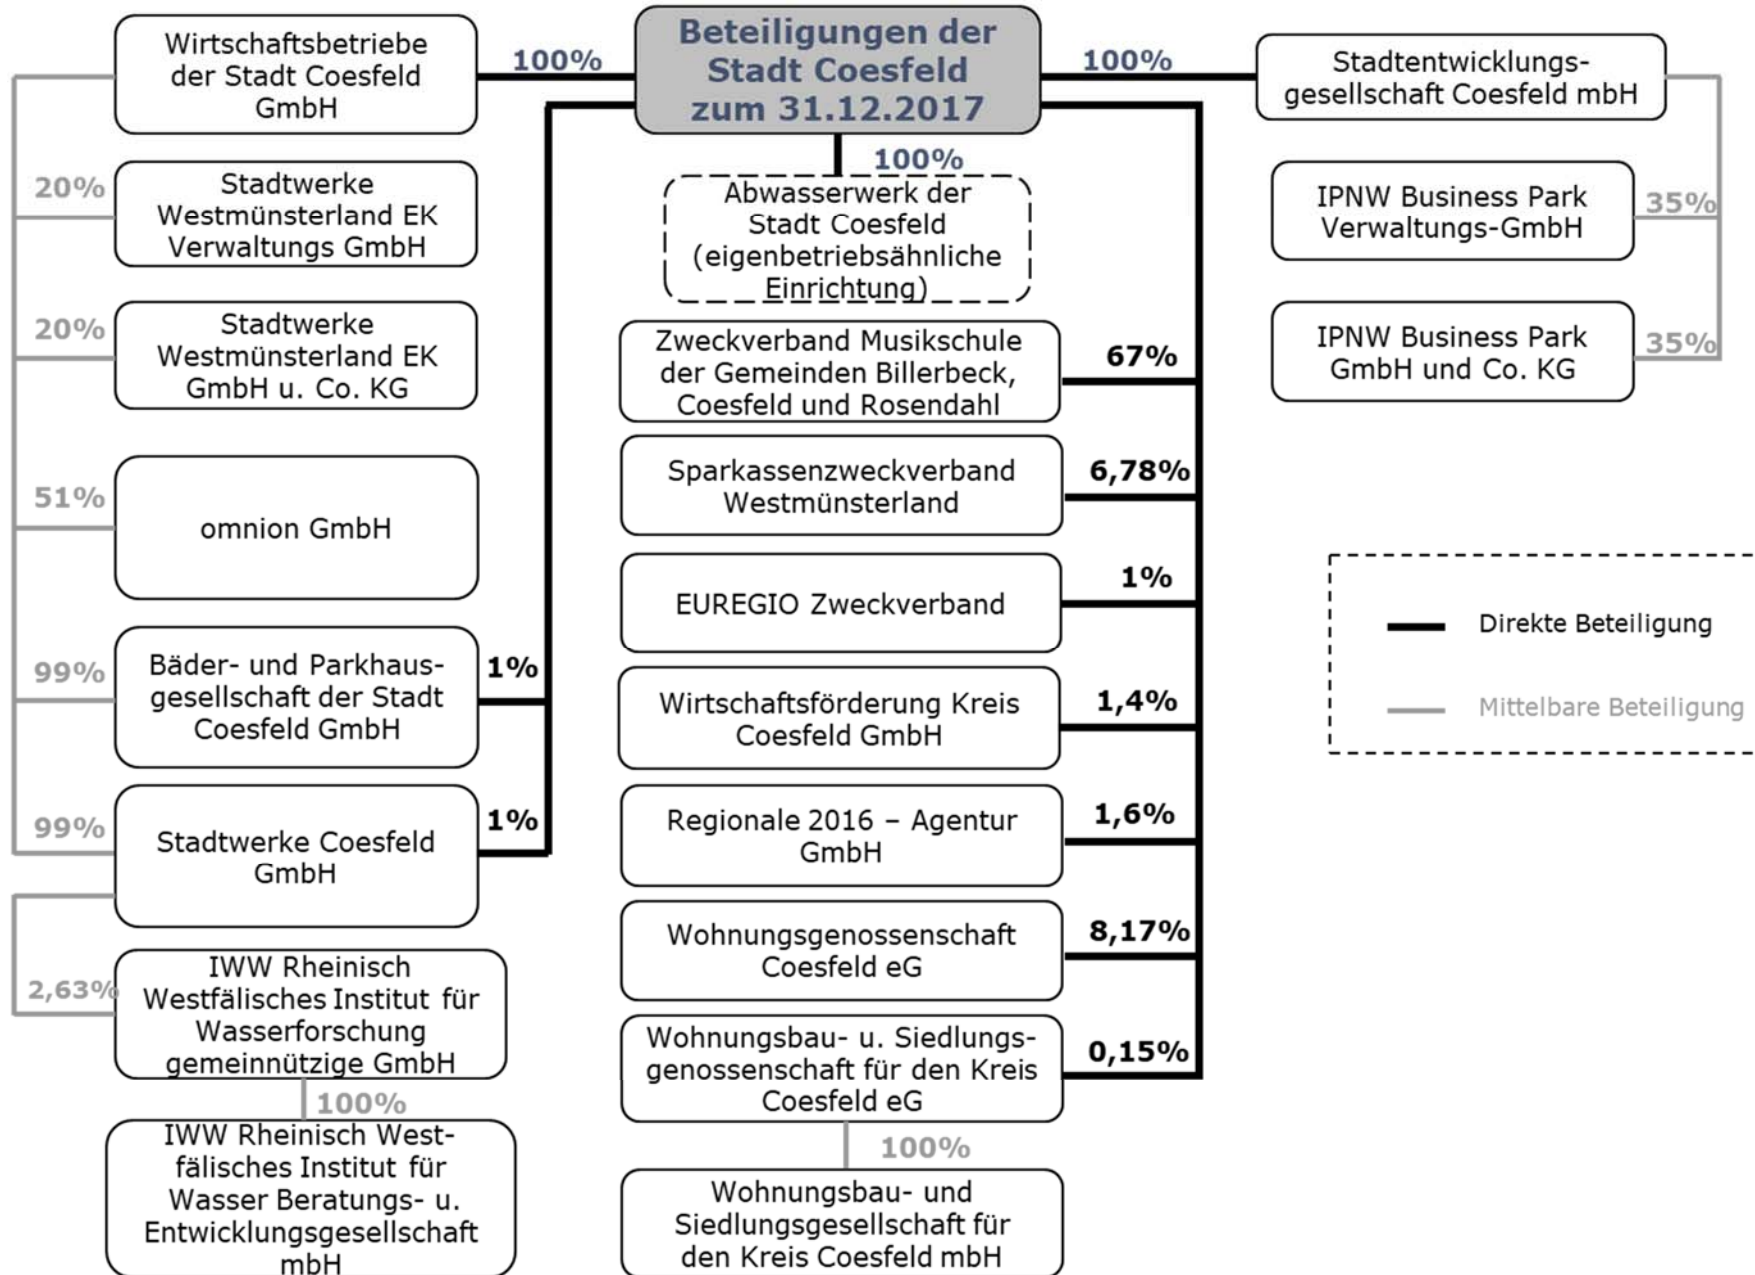 Beteiligungen der
Stadt Coesfeld
zum 31.12.2017
100%
Wirtschaftsbetriebe
der Stadt Coesfeld
GmbH
20%
Stadtwerke
Westmünsterland EK
Verwaltungs GmbH
20%
Stadtwerke
Westmünsterland EK
GmbH u. Co. KG
51%
omnion GmbH
99%
Bäder- und Parkhaus-
gesellschaft der Stadt
Coesfeld GmbH
1%
99%
Stadtwerke Coesfeld
GmbH
1%
2,63%
IWW Rheinisch
Westfälisches Institut für
Wasserforschung
gemeinnützige GmbH
100%
IWW Rheinisch West-
fälisches Institut für
Wasser Beratungs- u.
Entwicklungsgesellschaft
mbH
100%
Abwasserwerk der
Stadt Coesfeld
(eigenbetriebsähnliche
Einrichtung)
Zweckverband Musikschule
der Gemeinden Billerbeck,
Coesfeld und Rosendahl
67%
Sparkassenzweckverband
Westmünsterland
6,78%
EUREGIO Zweckverband
1%
Wirtschaftsförderung Kreis
Coesfeld GmbH
1,4%
Regionale 2016 – Agentur
GmbH
1,6%
Wohnungsgenossenschaft
Coesfeld eG
8,17%
Wohnungsbau- u. Siedlungs-
genossenschaft für den Kreis
Coesfeld eG
0,15%
100%
Wohnungsbau- und
Siedlungsgesellschaft für
den Kreis Coesfeld mbH
100%
Stadtentwicklungs-
gesellschaft Coesfeld mbH
IPNW Business Park
Verwaltungs-GmbH
35%
IPNW Business Park
GmbH und Co. KG
35%
Direkte Beteiligung
Mittelbare Beteiligung